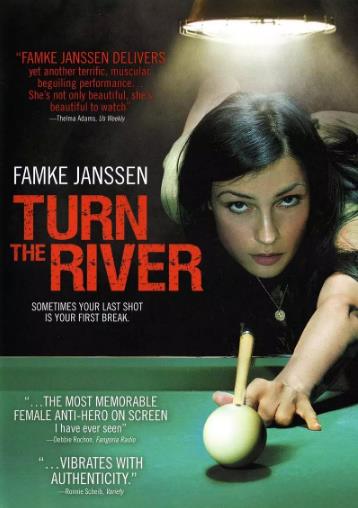 “FAMKE JANSSEN DELIVERS
yet another terrific, muscular,
beguiling performance...
She's not only beautiful, she's
beautiful to watch”
—Thelma Adams, Us Weekly
FAMKE JANSSEN
TURN
THE RIVER
SOMETIMES YOUR LAST SHOT
IS YOUR FIRST BREAK.
“...THE MOST MEMORABLE
FEMALE ANTI-HERO ON SCREEN
I have ever seen”
—Debbie Rochon, Fangoria Radio
“...VIBRATES WITH
AUTHENTICITY.”
—Ronnie Scheib, Variety